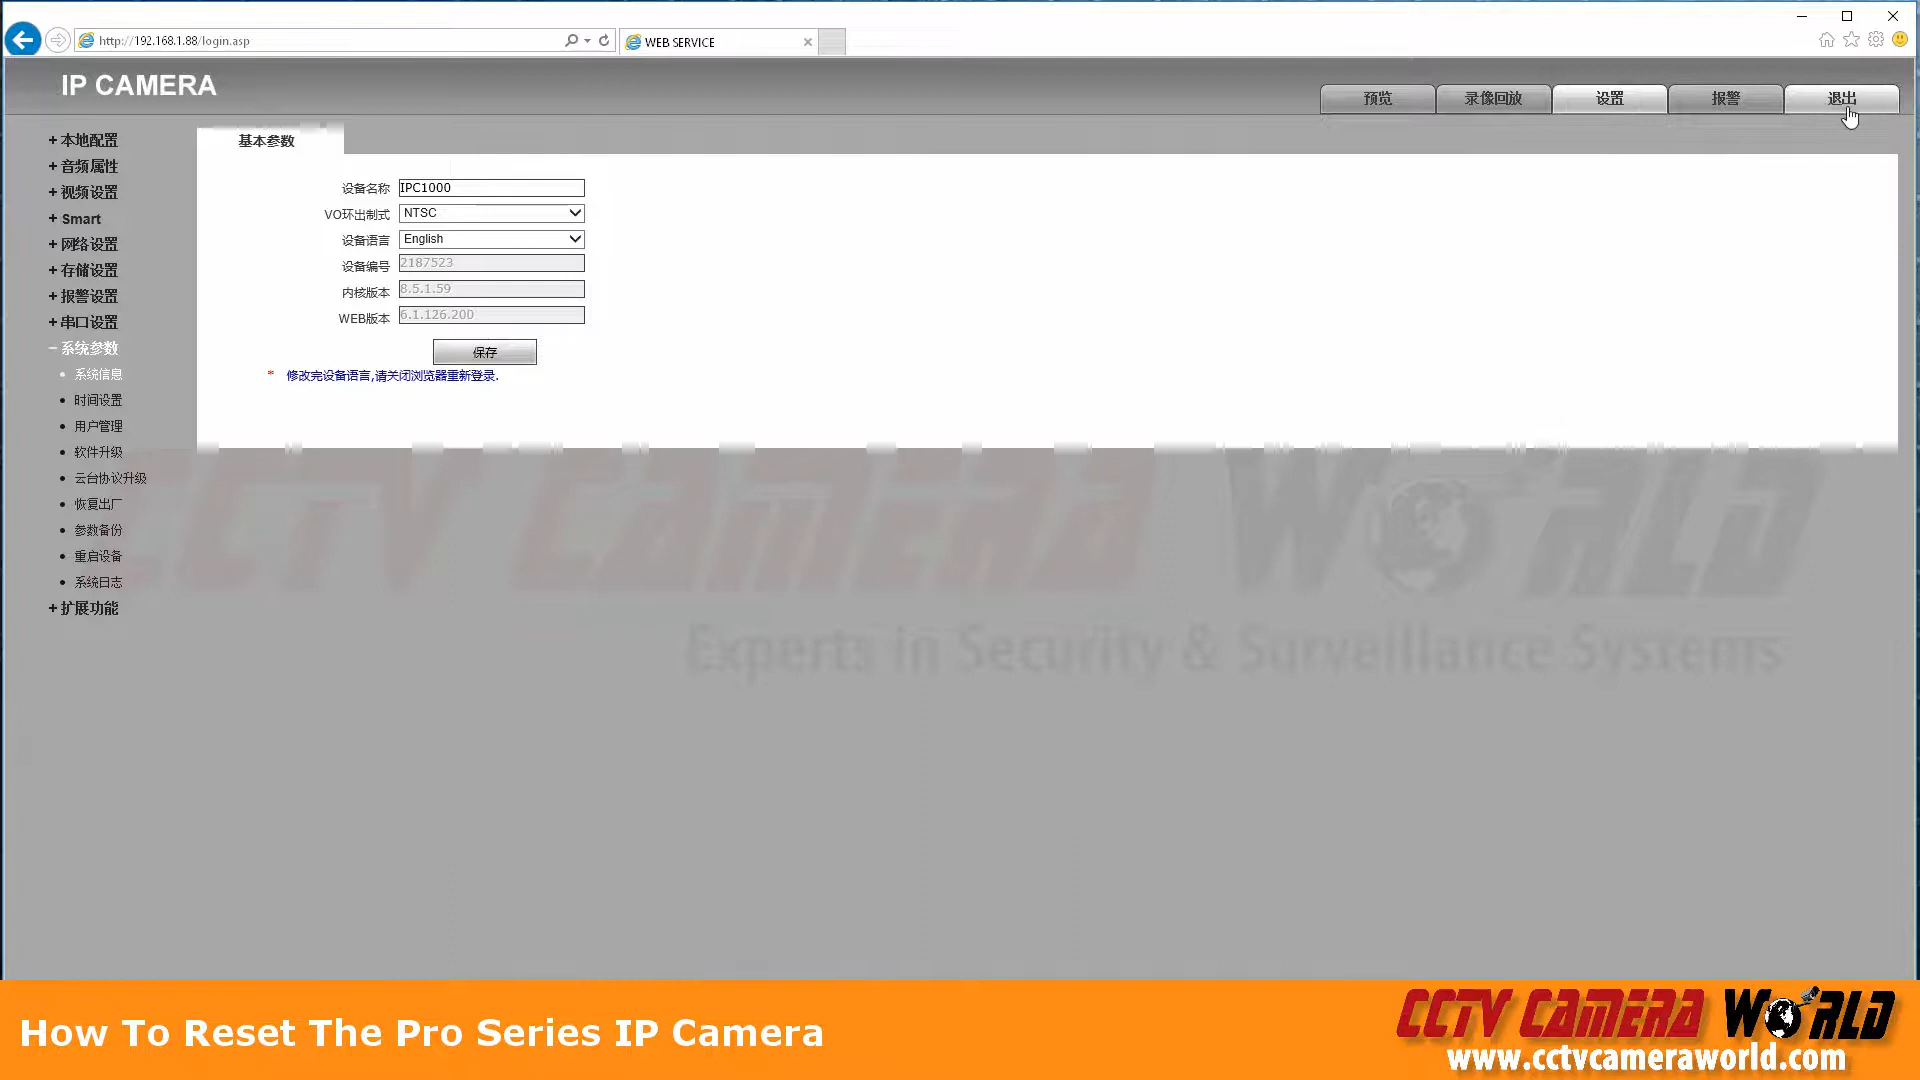 http://192.168.1.88/login.asp
WEB SERVICE
IP CAMERA
预览 录像回放 设置 报警 退出
+ 本地配置
+ 音频属性
+ 视频设置
+ Smart
+ 网络设置
+ 存储设置
+ 报警设置
+ 串口设置
− 系统参数
• 系统信息
• 时间设置
• 用户管理
• 软件升级
• 云台协议升级
• 恢复出厂
• 参数备份
• 重启设备
• 系统日志
+ 扩展功能
基本参数
设备名称 IPC1000
VO环出制式 NTSC
设备语言 English
设备编号 2187523
内核版本 8.5.1.59
WEB版本 6.1.126.200
保存
* 修改完设备语言,请关闭浏览器重新登录.
CCTV CAMERA WORLD
Experts in Security & Surveillance Systems
How To Reset The Pro Series IP Camera
CCTV CAMERA WORLD
www.cctvcameraworld.com